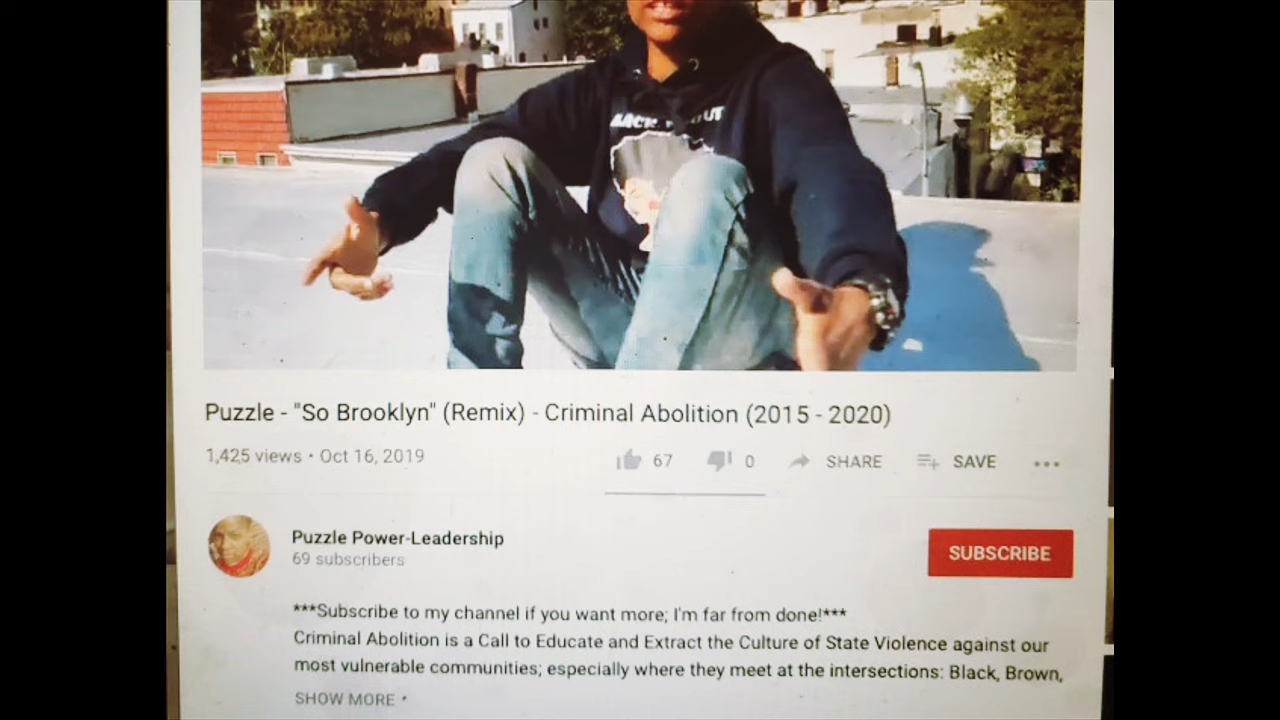 Puzzle - "So Brooklyn" (Remix) - Criminal Abolition (2015 - 2020)
1,425 views • Oct 16, 2019
67
0
SHARE
SAVE
Puzzle Power-Leadership
69 subscribers
SUBSCRIBE
***Subscribe to my channel if you want more; I'm far from done!***
Criminal Abolition is a Call to Educate and Extract the Culture of State Violence against our
most vulnerable communities; especially where they meet at the intersections: Black, Brown,
SHOW MORE